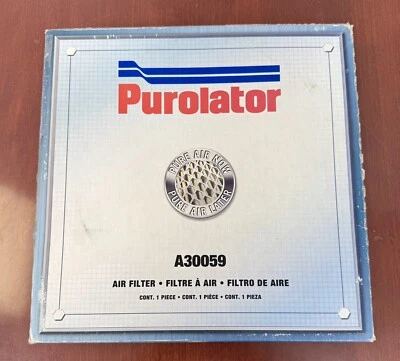 Purolator
PURE AIR NOW
PURE AIR LATER
A30059
AIR FILTER • FILTRE À AIR • FILTRO DE AIRE
CONT. 1 PIECE • CONT. 1 PIÈCE • CONT. 1 PIEZA